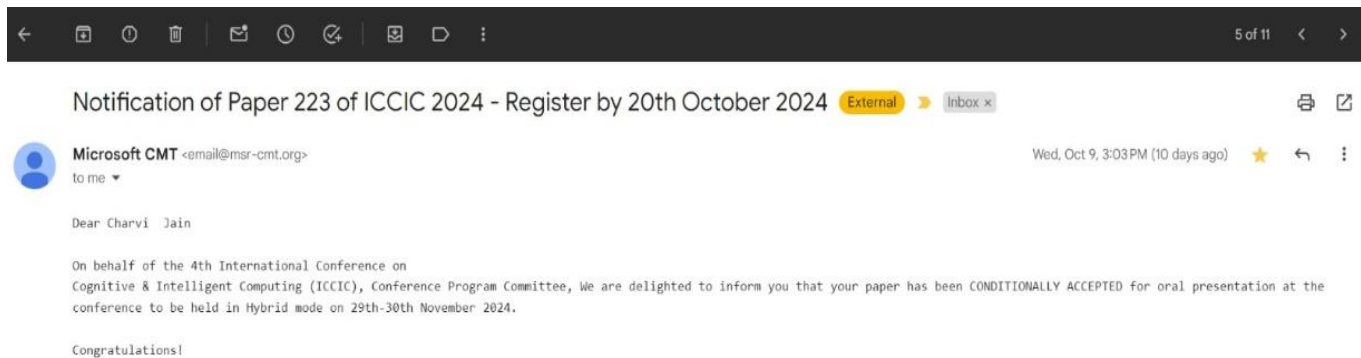 5 of 11
Notification of Paper 223 of ICCIC 2024 - Register by 20th October 2024 External Inbox ×
Microsoft CMT <email@msr-cmt.org> Wed, Oct 9, 3:03 PM (10 days ago)
to me
Dear Charvi Jain
On behalf of the 4th International Conference on
Cognitive & Intelligent Computing (ICCIC), Conference Program Committee, We are delighted to inform you that your paper has been CONDITIONALLY ACCEPTED for oral presentation at the
conference to be held in Hybrid mode on 29th-30th November 2024.
Congratulations!